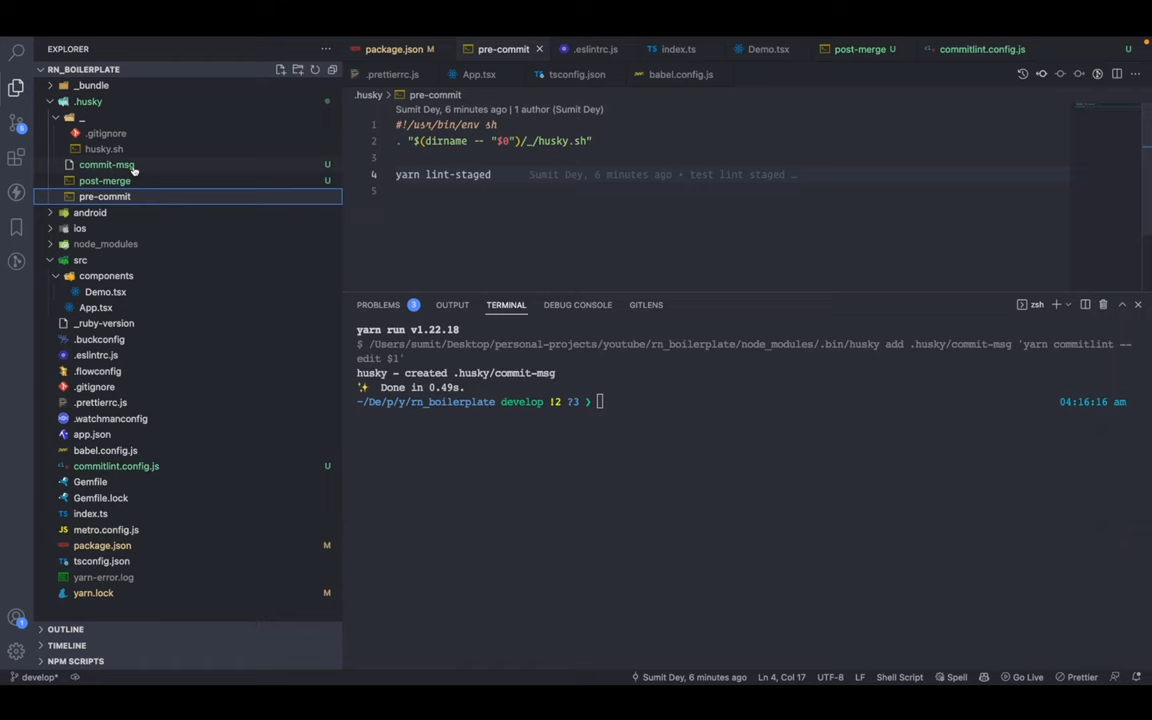 EXPLORER
RN_BOILERPLATE
_bundle
.husky
_
.gitignore
husky.sh
commit-msg U
post-merge U
pre-commit
android
ios
node_modules
src
components
Demo.tsx
App.tsx
_ruby-version
.buckconfig
.eslintrc.js
.flowconfig
.gitignore
.prettierrc.js
.watchmanconfig
app.json
babel.config.js
commitlint.config.js U
Gemfile
Gemfile.lock
index.ts
metro.config.js
package.json M
tsconfig.json
yarn-error.log
yarn.lock M
OUTLINE
TIMELINE
NPM SCRIPTS
package.json M pre-commit .eslintrc.js index.ts Demo.tsx post-merge U commitlint.config.js U
.prettierrc.js App.tsx tsconfig.json babel.config.js
.husky > pre-commit
Sumit Dey, 6 minutes ago | 1 author (Sumit Dey)
1 #!/usr/bin/env sh
2 . "$(dirname -- "$0")/_/husky.sh"
3
4 yarn lint-staged Sumit Dey, 6 minutes ago • test lint staged …
5
PROBLEMS 3 OUTPUT TERMINAL DEBUG CONSOLE GITLENS zsh
yarn run v1.22.18
$ /Users/sumit/Desktop/personal-projects/youtube/rn_boilerplate/node_modules/.bin/husky add .husky/commit-msg 'yarn commitlint --
edit $1'
husky - created .husky/commit-msg
✨ Done in 0.49s.
~/De/p/y/rn_boilerplate develop !2 ?3 ❯ 04:16:16 am
5
1
develop* Sumit Dey, 6 minutes ago Ln 4, Col 17 UTF-8 LF Shell Script Spell Go Live Prettier